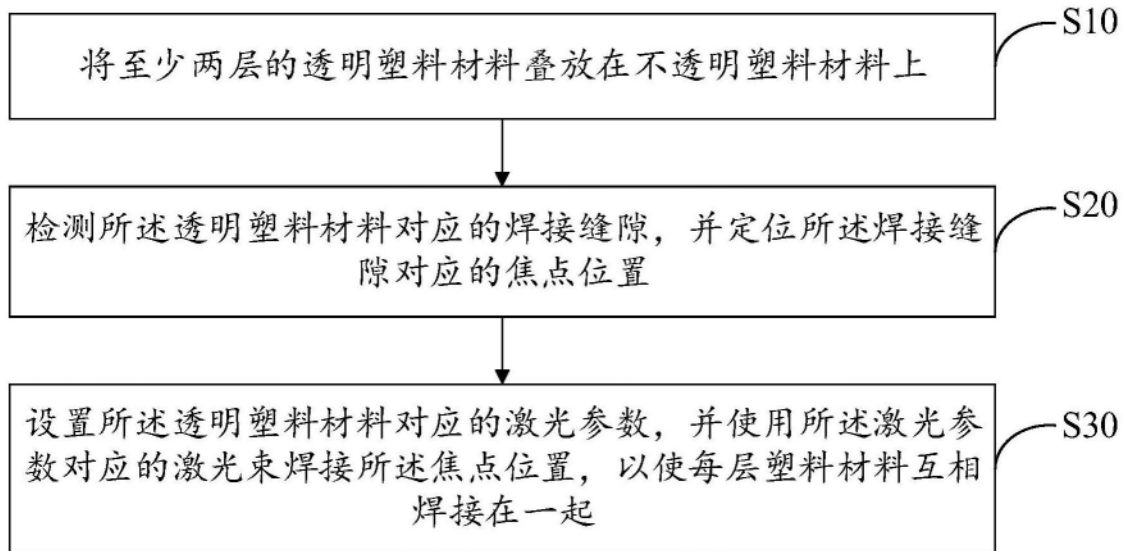 S10
将至少两层的透明塑料材料叠放在不透明塑料材料上
S20
检测所述透明塑料材料对应的焊接缝隙，并定位所述焊接缝
隙对应的焦点位置
S30
设置所述透明塑料材料对应的激光参数，并使用所述激光参
数对应的激光束焊接所述焦点位置，以使每层塑料材料互相
焊接在一起